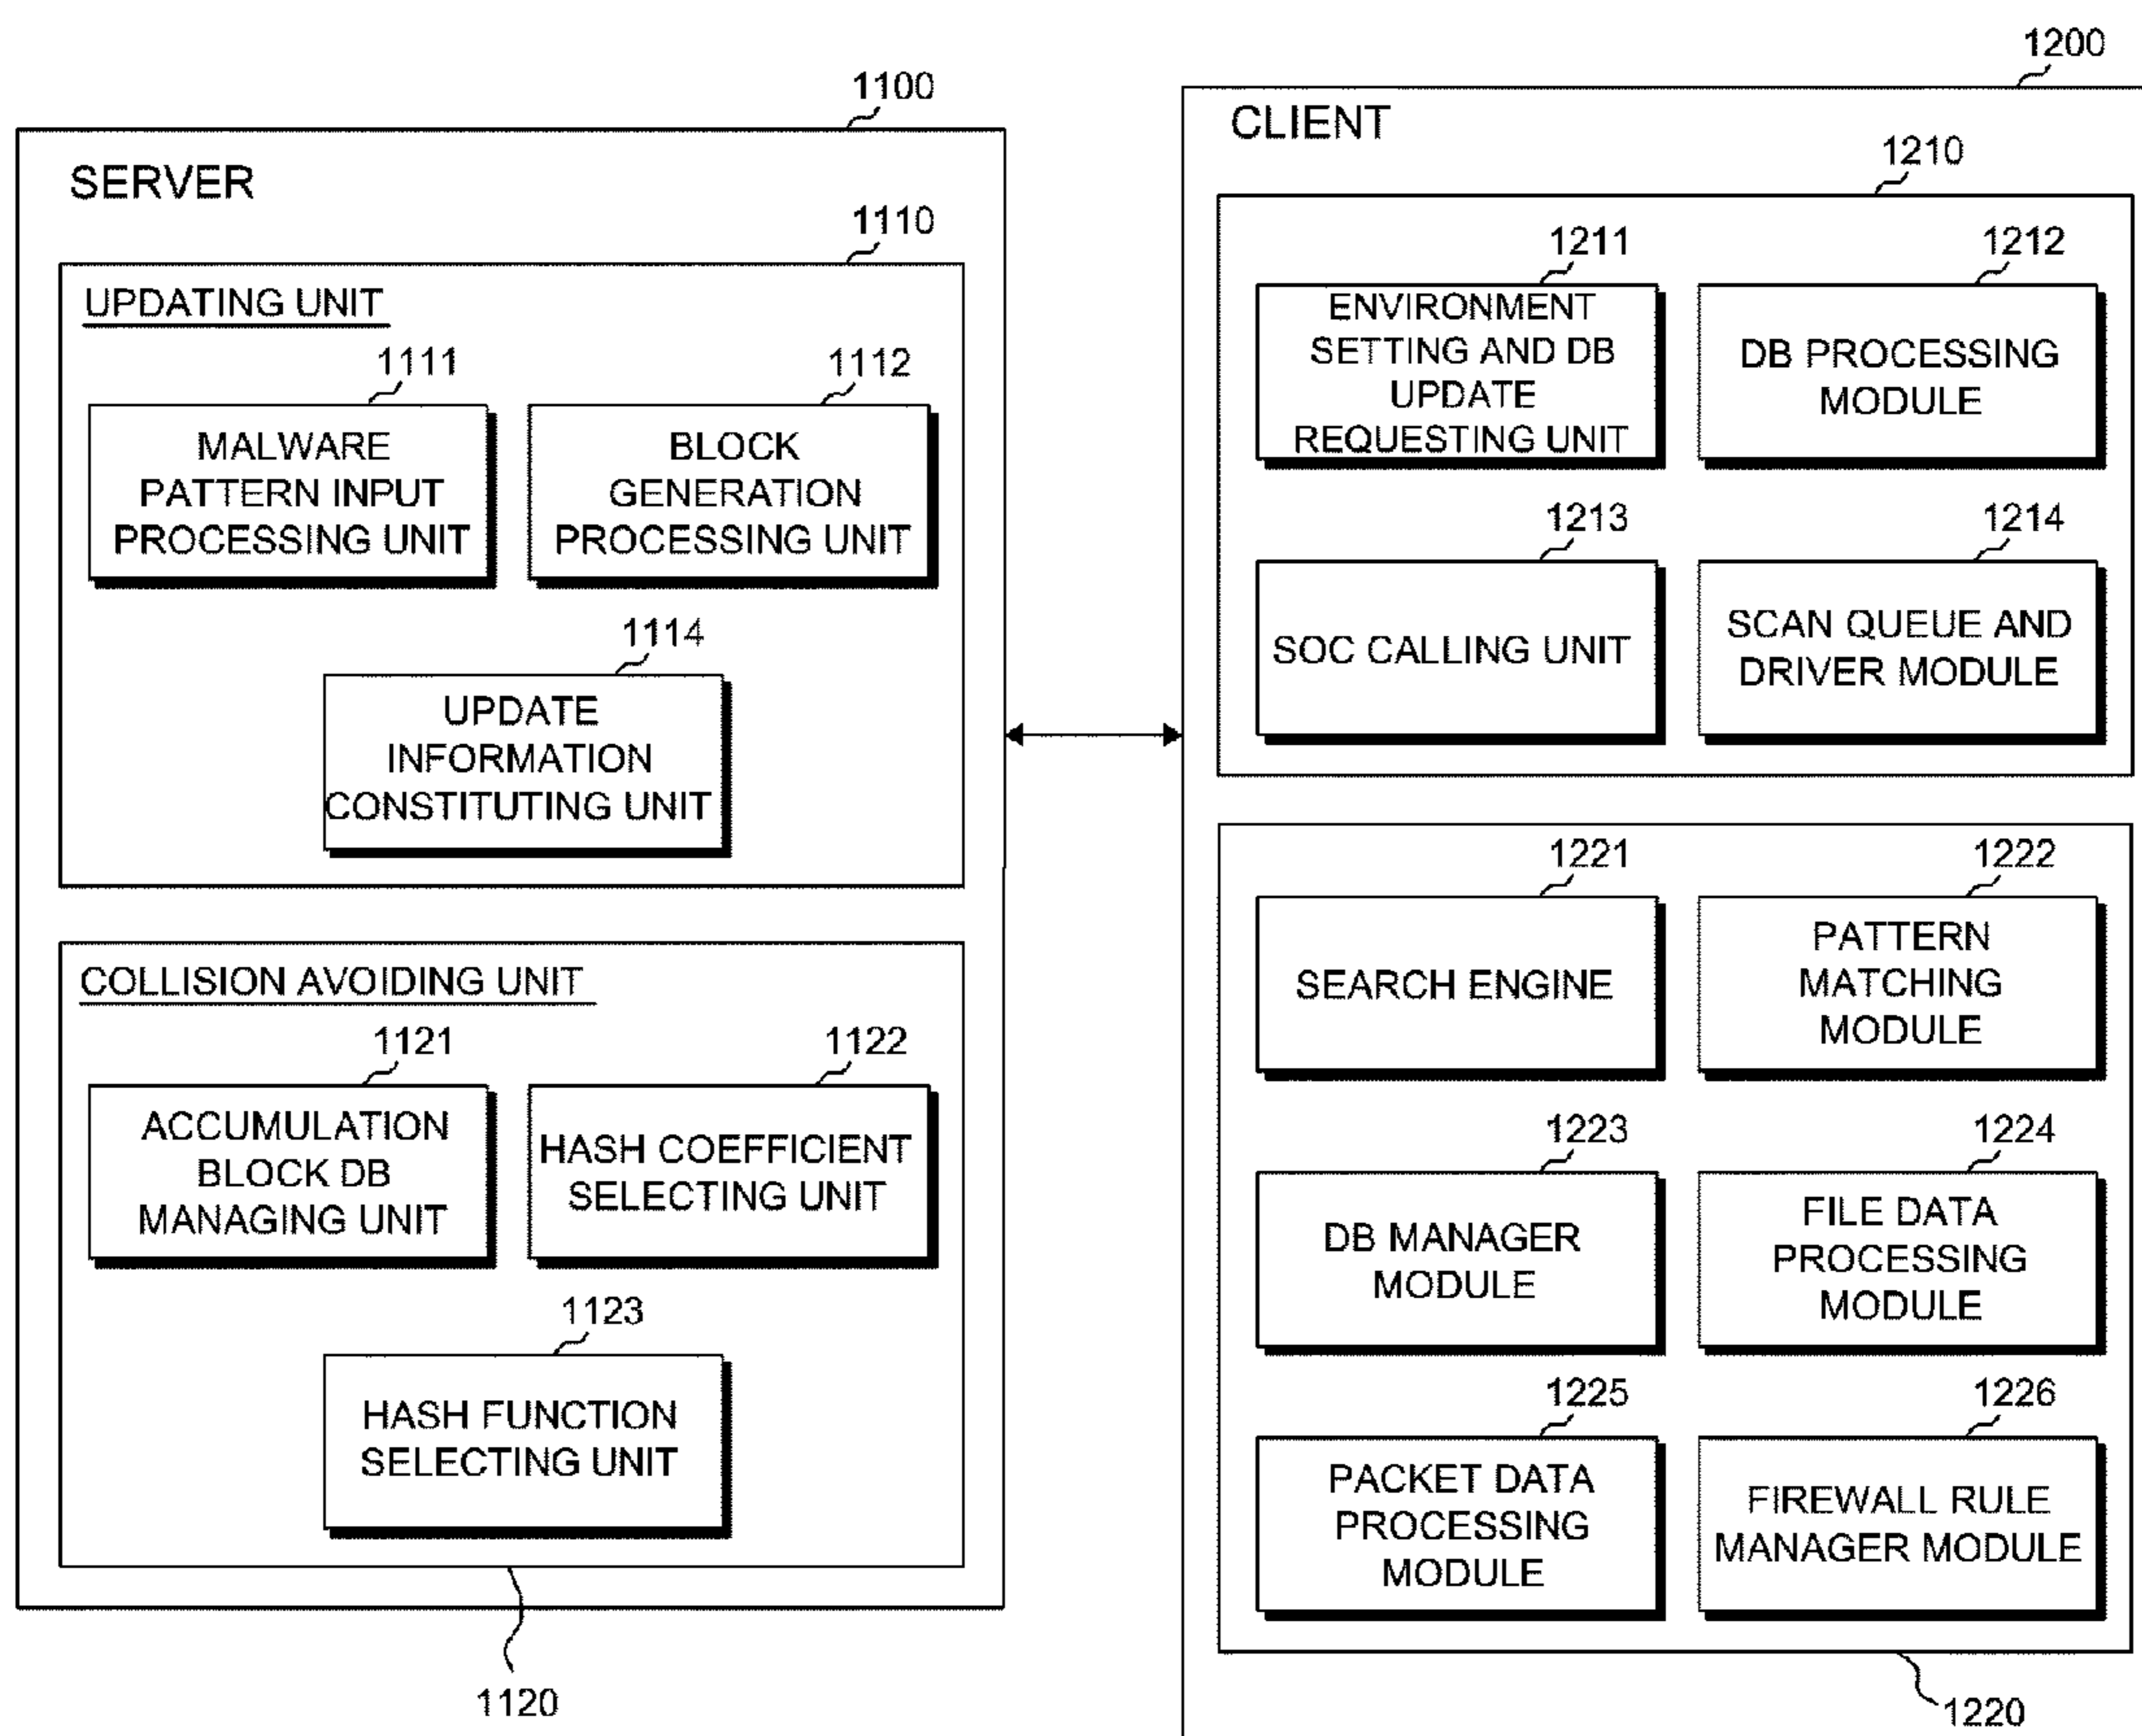 1100
SERVER
1110
UPDATING UNIT
1111
MALWARE
PATTERN INPUT
PROCESSING UNIT
1112
BLOCK
GENERATION
PROCESSING UNIT
1114
UPDATE
INFORMATION
CONSTITUTING UNIT
COLLISION AVOIDING UNIT
1121
ACCUMULATION
BLOCK DB
MANAGING UNIT
1122
HASH COEFFICIENT
SELECTING UNIT
1123
HASH FUNCTION
SELECTING UNIT
1120
1200
CLIENT
1210
1211
ENVIRONMENT
SETTING AND DB
UPDATE
REQUESTING UNIT
1212
DB PROCESSING
MODULE
1213
SOC CALLING UNIT
1214
SCAN QUEUE AND
DRIVER MODULE
1221
SEARCH ENGINE
1222
PATTERN
MATCHING
MODULE
1223
DB MANAGER
MODULE
1224
FILE DATA
PROCESSING
MODULE
1225
PACKET DATA
PROCESSING
MODULE
1226
FIREWALL RULE
MANAGER MODULE
1220